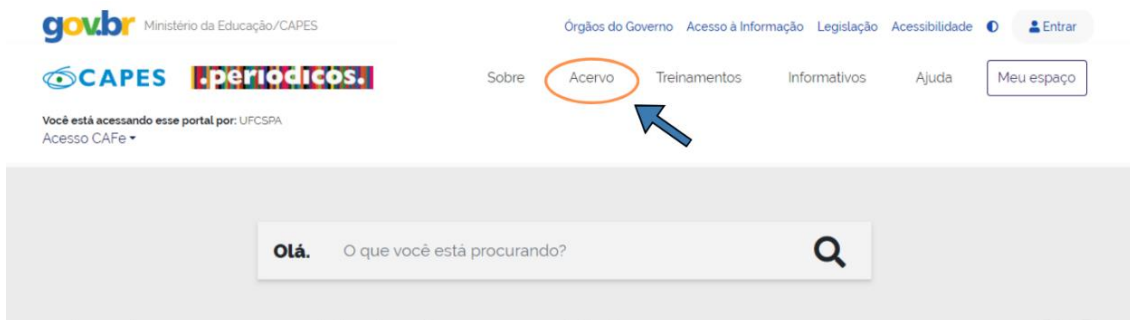 gov.br Ministério da Educação/CAPES Órgãos do Governo Acesso à Informação Legislação Acessibilidade Entrar
CAPES .periódicos. Sobre Acervo Treinamentos Informativos Ajuda Meu espaço
Você está acessando esse portal por: UFCSPA
Acesso CAFe
Olá. O que você está procurando?